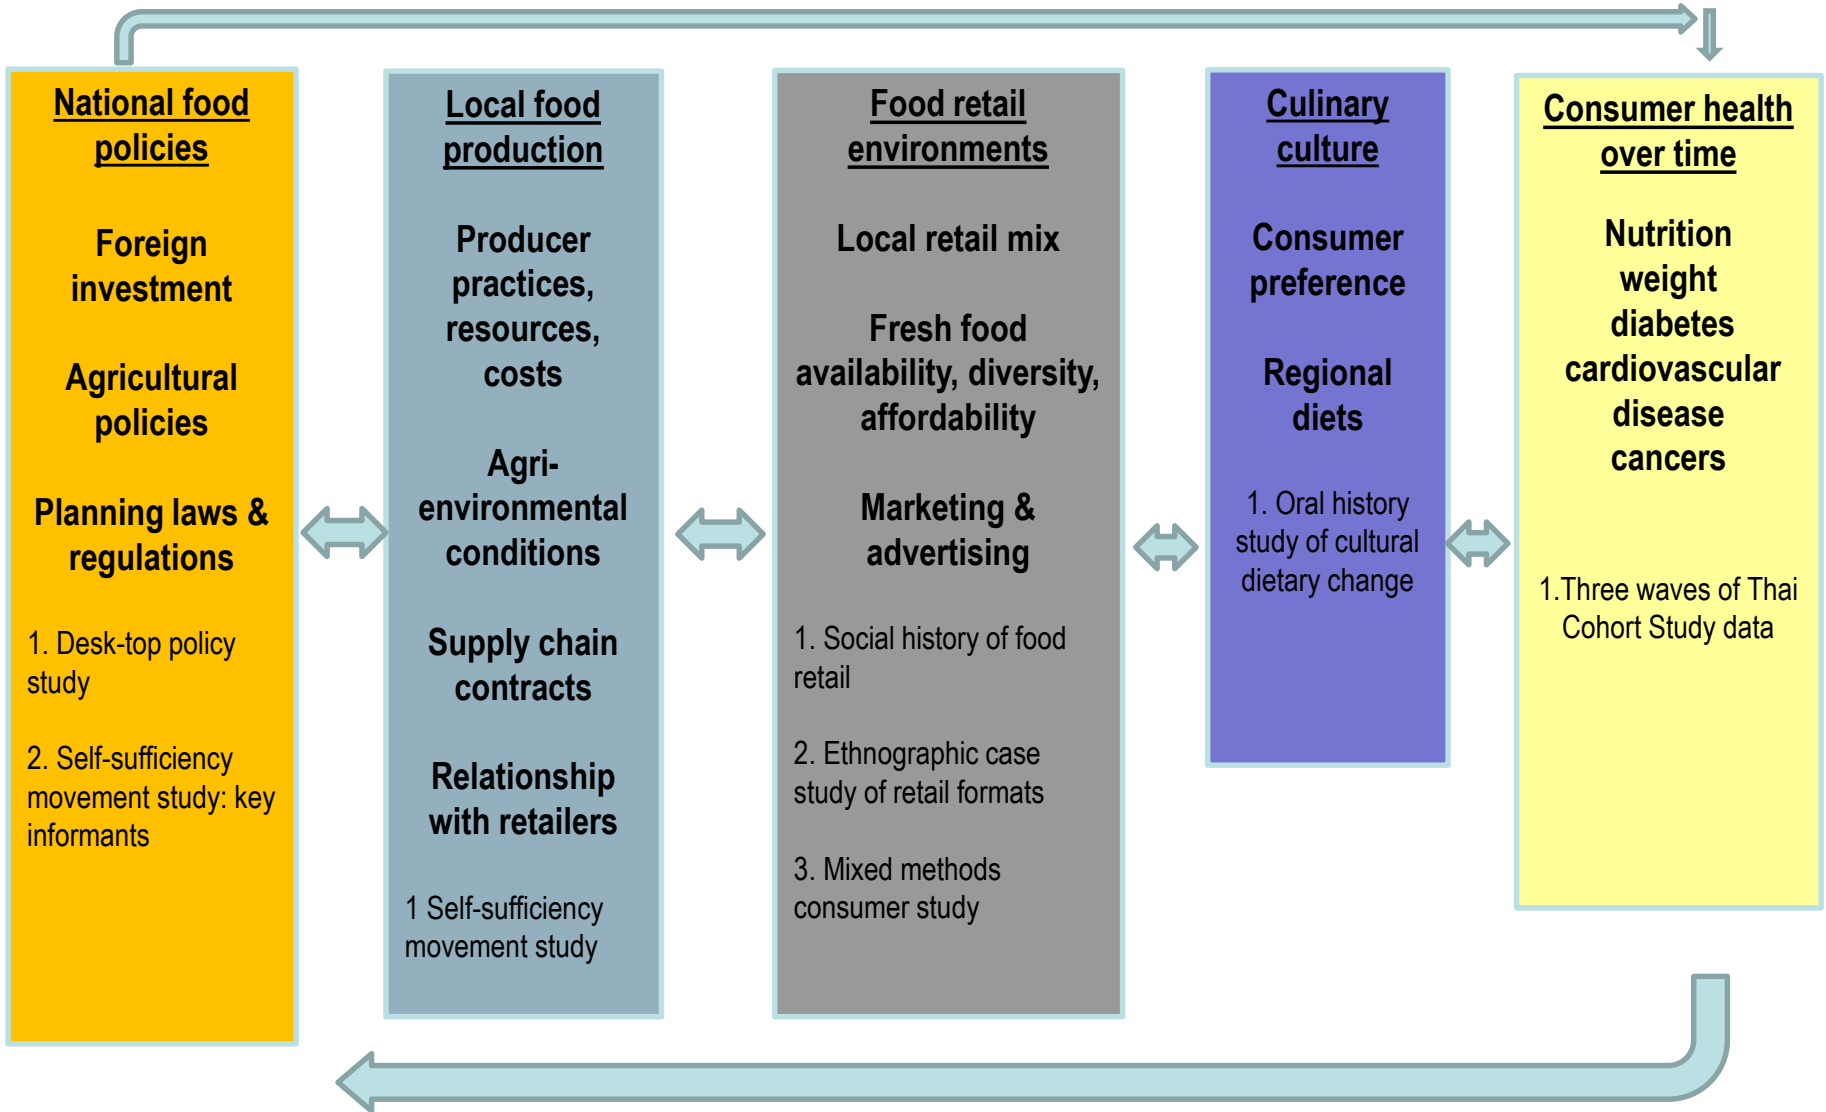 National food
policies
Foreign
investment
Agricultural
policies
Planning laws &
regulations
1. Desk-top policy
study
2. Self-sufficiency
movement study: key
informants
Local food
production
Producer
practices,
resources,
costs
Agri-
environmental
conditions
Supply chain
contracts
Relationship
with retailers
1 Self-sufficiency
movement study
Food retail
environments
Local retail mix
Fresh food
availability, diversity,
affordability
Marketing &
advertising
1. Social history of food
retail
2. Ethnographic case
study of retail formats
3. Mixed methods
consumer study
Culinary
culture
Consumer
preference
Regional
diets
1. Oral history
study of cultural
dietary change
Consumer health
over time
Nutrition
weight
diabetes
cardiovascular
disease
cancers
1.Three waves of Thai
Cohort Study data